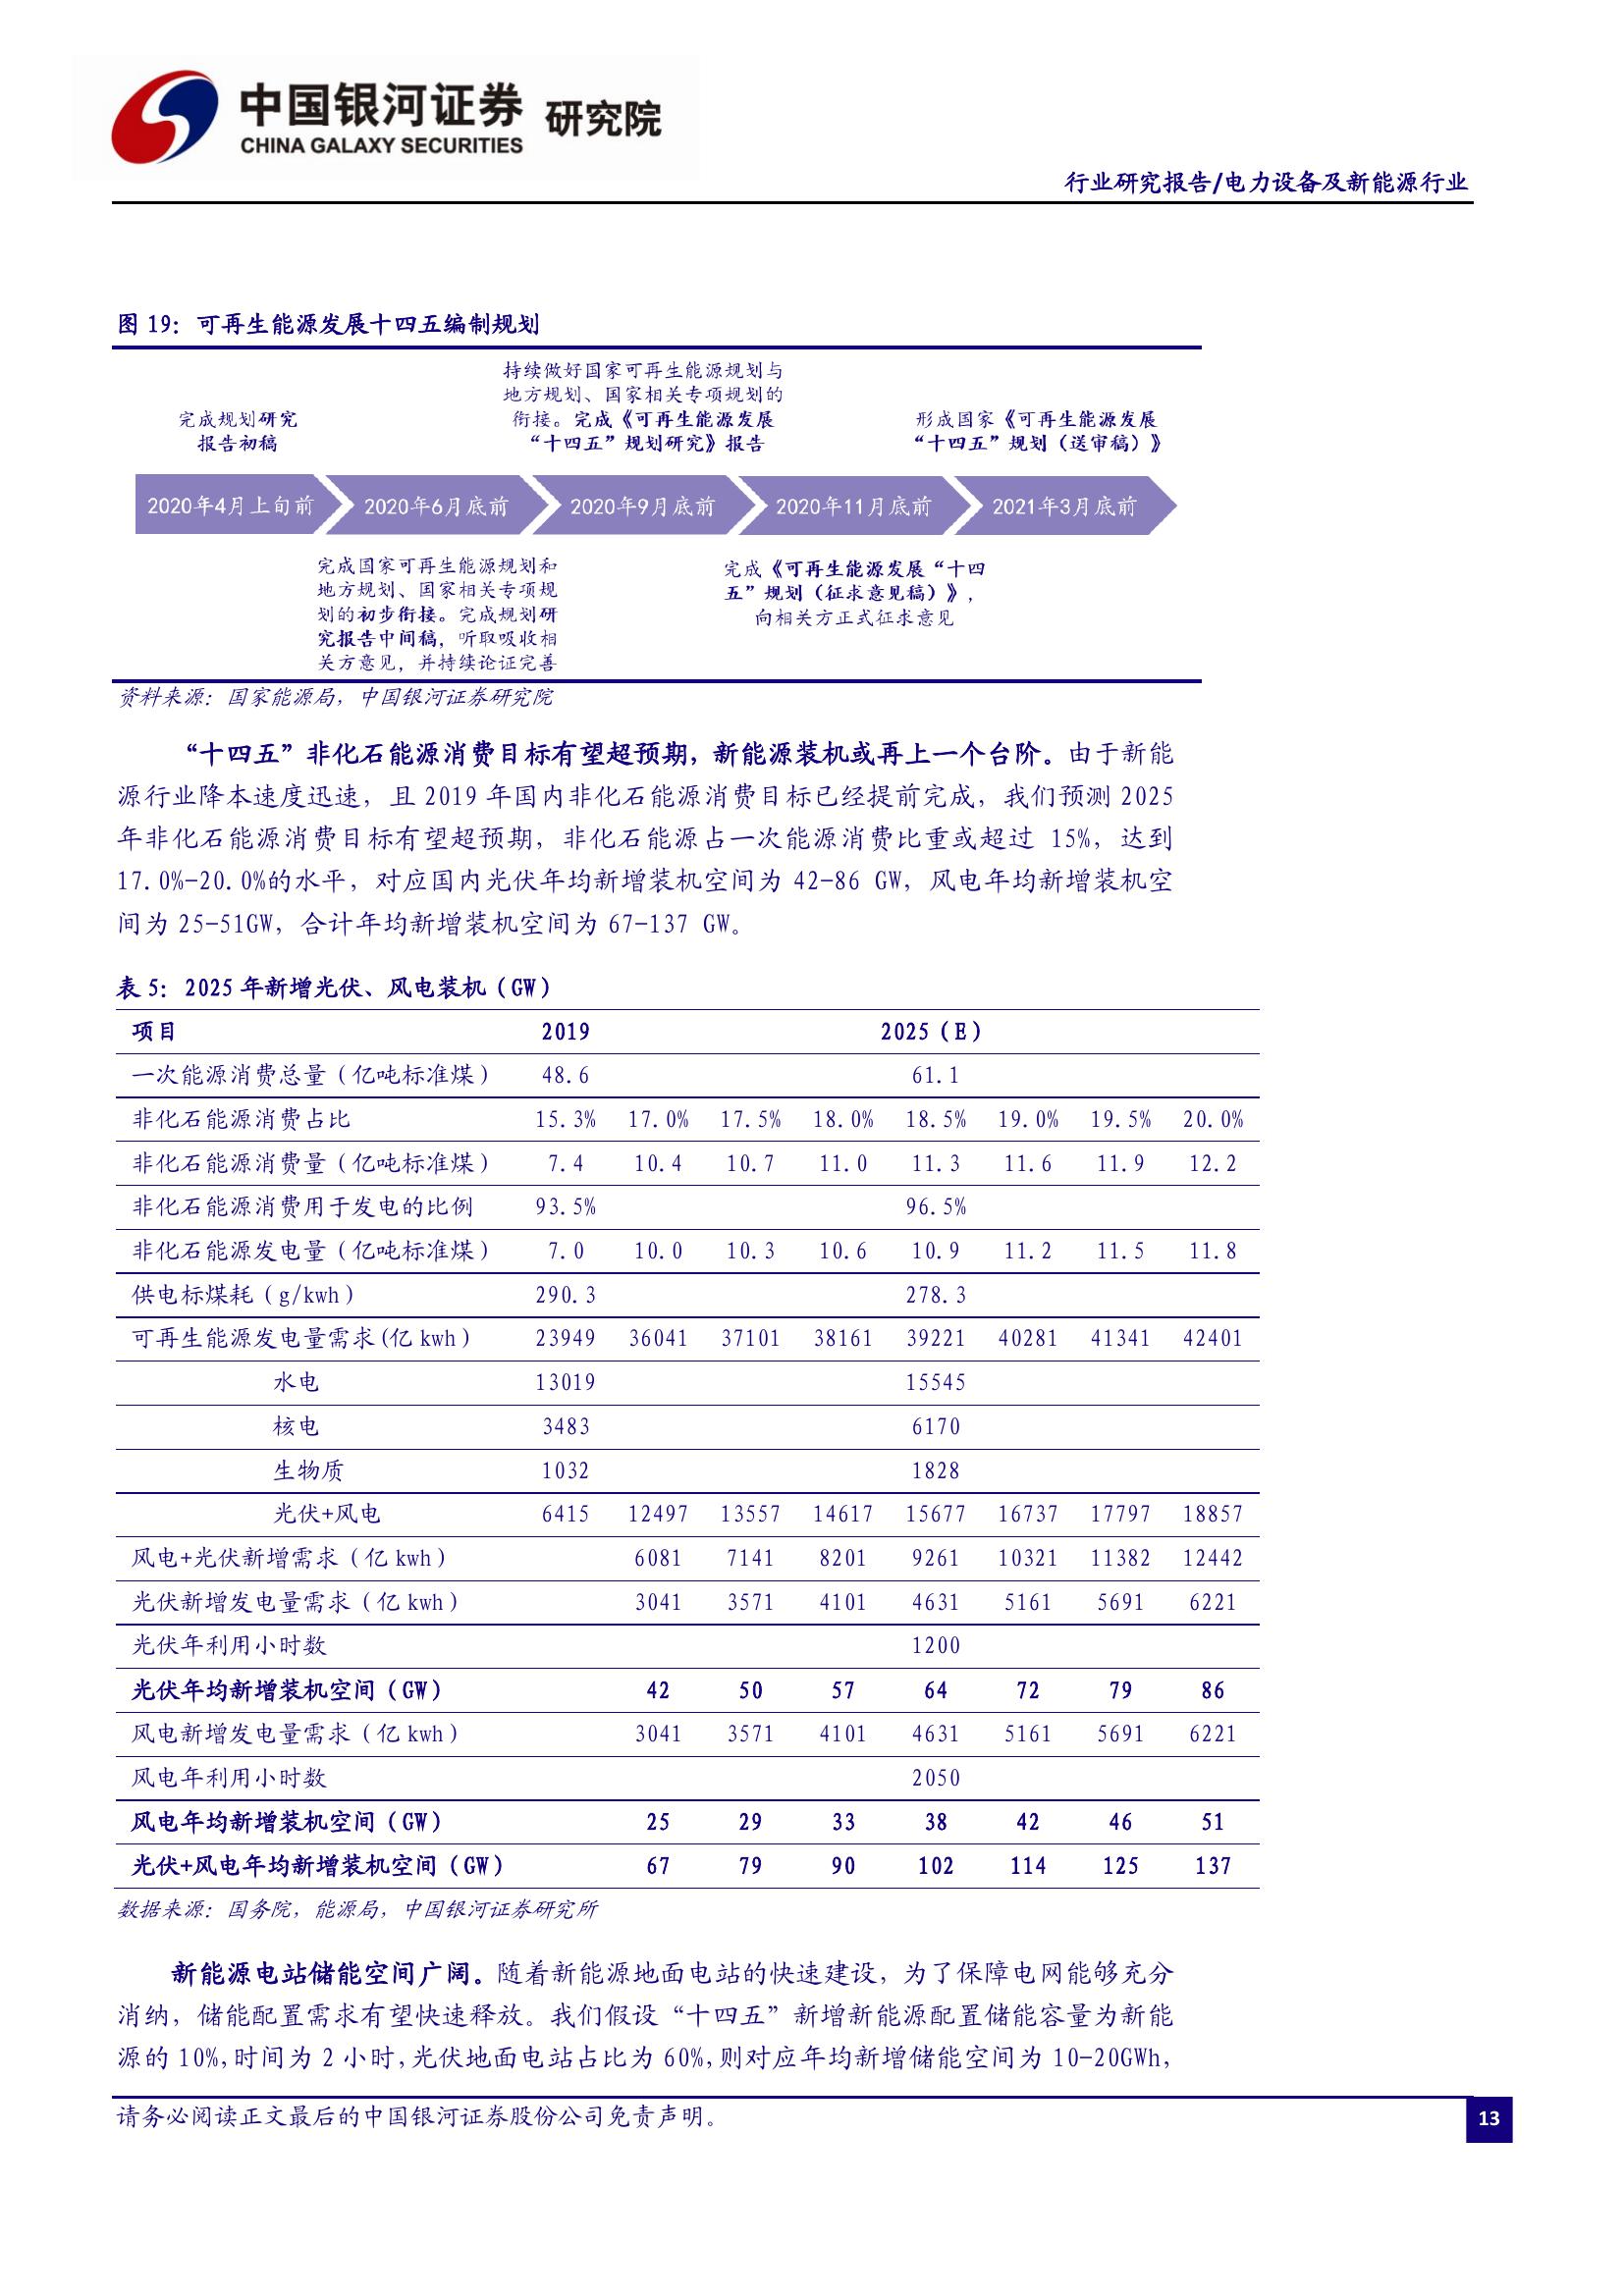 中国银河证券 研究院
CHINA GALAXY SECURITIES
行业研究报告/电力设备及新能源行业
图 19：可再生能源发展十四五编制规划
完成规划研究
报告初稿
持续做好国家可再生能源规划与
地方规划、国家相关专项规划的
衔接。完成《可再生能源发展
“十四五”规划研究》报告
形成国家《可再生能源发展
“十四五”规划（送审稿）》
2020年4月上旬前 2020年6月底前 2020年9月底前 2020年11月底前 2021年3月底前
完成国家可再生能源规划和
地方规划、国家相关专项规
划的初步衔接。完成规划研
究报告中间稿，听取吸收相
关方意见，并持续论证完善
完成《可再生能源发展“十四
五”规划（征求意见稿）》，
向相关方正式征求意见
资料来源：国家能源局，中国银河证券研究院
“十四五”非化石能源消费目标有望超预期，新能源装机或再上一个台阶。由于新能
源行业降本速度迅速，且 2019 年国内非化石能源消费目标已经提前完成，我们预测 2025
年非化石能源消费目标有望超预期，非化石能源占一次能源消费比重或超过 15%，达到
17.0%-20.0%的水平，对应国内光伏年均新增装机空间为 42-86 GW，风电年均新增装机空
间为 25-51GW，合计年均新增装机空间为 67-137 GW。
表 5：2025 年新增光伏、风电装机（GW）
项目 2019 2025（E）
一次能源消费总量（亿吨标准煤） 48.6 61.1
非化石能源消费占比 15.3% 17.0% 17.5% 18.0% 18.5% 19.0% 19.5% 20.0%
非化石能源消费量（亿吨标准煤） 7.4 10.4 10.7 11.0 11.3 11.6 11.9 12.2
非化石能源消费用于发电的比例 93.5% 96.5%
非化石能源发电量（亿吨标准煤） 7.0 10.0 10.3 10.6 10.9 11.2 11.5 11.8
供电标煤耗（g/kwh） 290.3 278.3
可再生能源发电量需求(亿 kwh） 23949 36041 37101 38161 39221 40281 41341 42401
水电 13019 15545
核电 3483 6170
生物质 1032 1828
光伏+风电 6415 12497 13557 14617 15677 16737 17797 18857
风电+光伏新增需求（亿 kwh） 6081 7141 8201 9261 10321 11382 12442
光伏新增发电量需求（亿 kwh） 3041 3571 4101 4631 5161 5691 6221
光伏年利用小时数 1200
光伏年均新增装机空间（GW） 42 50 57 64 72 79 86
风电新增发电量需求（亿 kwh） 3041 3571 4101 4631 5161 5691 6221
风电年利用小时数 2050
风电年均新增装机空间（GW） 25 29 33 38 42 46 51
光伏+风电年均新增装机空间（GW） 67 79 90 102 114 125 137
数据来源：国务院，能源局，中国银河证券研究所
新能源电站储能空间广阔。随着新能源地面电站的快速建设，为了保障电网能够充分
消纳，储能配置需求有望快速释放。我们假设“十四五”新增新能源配置储能容量为新能
源的 10%,时间为 2 小时,光伏地面电站占比为 60%,则对应年均新增储能空间为 10-20GWh，
请务必阅读正文最后的中国银河证券股份公司免责声明。
13